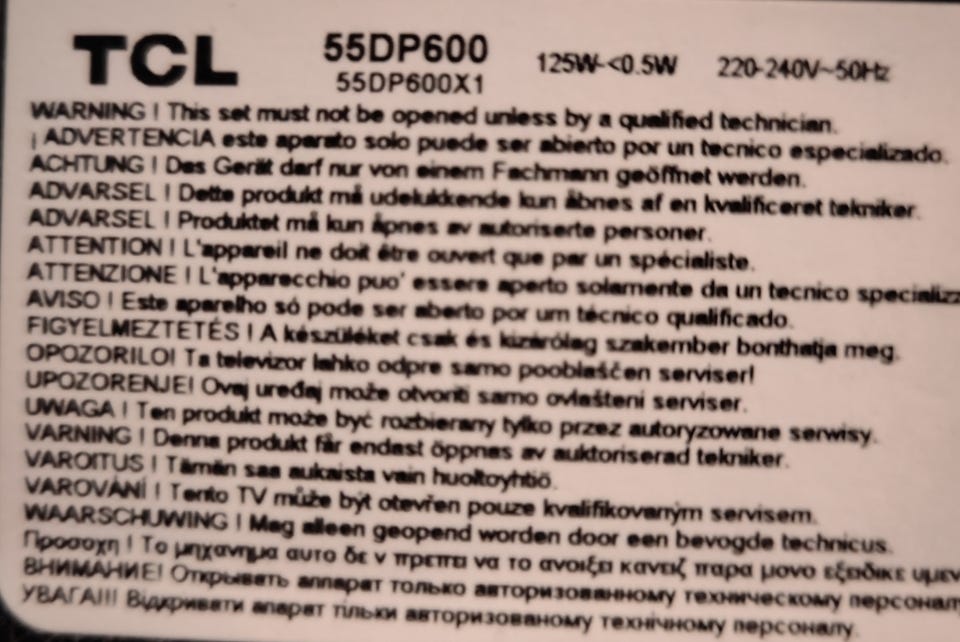 TCL 55DP600 125W-<0.5W 220-240V~50Hz
55DP600X1
WARNING ! This set must not be opened unless by a qualified technician.
¡ ADVERTENCIA este aparato solo puede ser abierto por un tecnico especializado.
ACHTUNG ! Das Gerät darf nur von einem Fachmann geöffnet werden.
ADVARSEL ! Dette produkt må udelukkende kun åbnes af en kvalificeret tekniker.
ADVARSEL ! Produktet må kun åpnes av autoriserte personer.
ATTENTION ! L'appareil ne doit être ouvert que par un spécialiste.
ATTENZIONE ! L'apparecchio puo' essere aperto solamente da un tecnico specializz
AVISO ! Este aparelho só pode ser aberto por um técnico qualificado.
FIGYELMEZTETÉS ! A készüléket csak és kizárólag szakember bonthatja meg.
OPOZORILO! Ta televizor lahko odpre samo pooblaščen serviser!
UPOZORENJE! Ovaj uređaj može otvoriti samo ovlašteni serviser.
UWAGA ! Ten produkt może być rozbierany tylko przez autoryzowane serwisy.
VARNING ! Denna produkt får endast öppnas av auktoriserad tekniker.
VAROITUS ! Tämän saa aukaista vain huoltoyhtiö.
VAROVÁNÍ ! Tento TV může být otevřen pouze kvalifikovaným servisem.
WAARSCHUWING ! Mag alleen geopend worden door een bevogde technicus.
Προσοχη ! Το μηχανημα αυτο δε ν πρεπει να το ανοιξει κανειζ παρα μονο εξειδικε υμεν
ВНИМАНИЕ! Открывать аппарат только авторизованному техническому персонал
УВАГА!!! Відкривати апарат тільки авторизованому технічному персоналу.